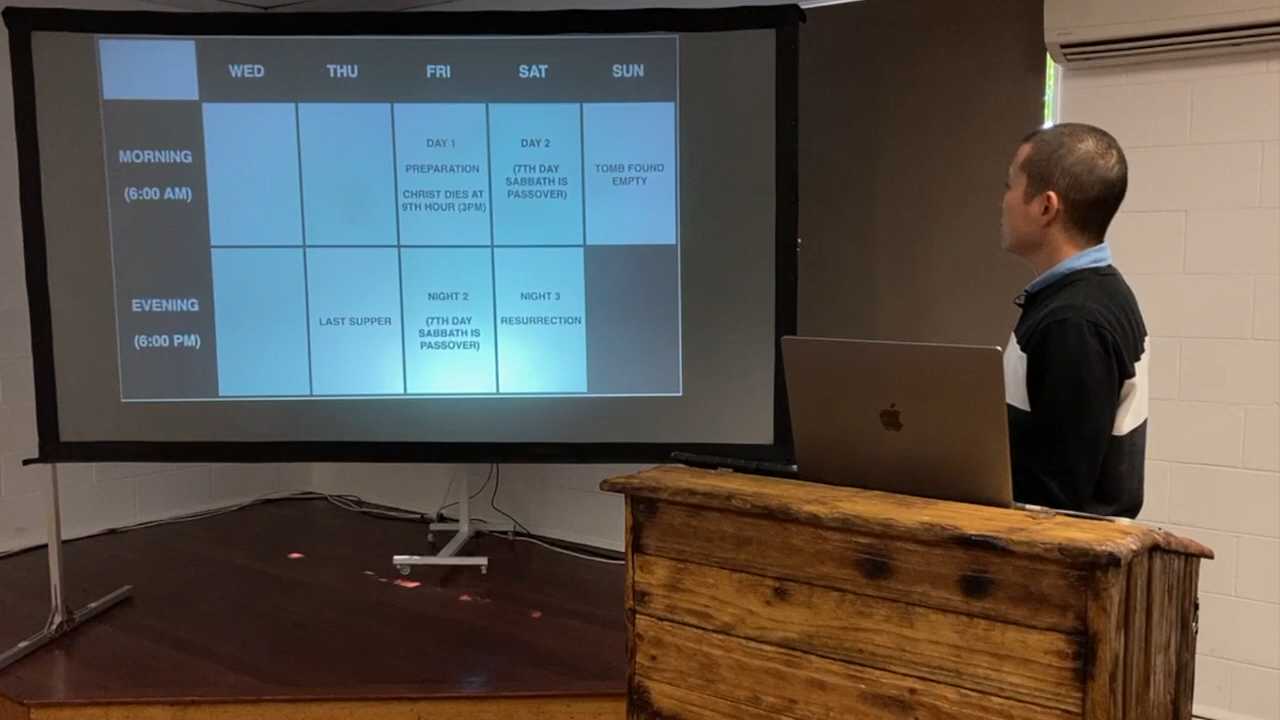 WED THU FRI SAT SUN
MORNING
(6:00 AM)
DAY 1
PREPARATION
CHRIST DIES AT
9TH HOUR (3PM)
DAY 2
(7TH DAY
SABBATH IS
PASSOVER)
TOMB FOUND
EMPTY
EVENING
(6:00 PM)
LAST SUPPER
NIGHT 2
(7TH DAY
SABBATH IS
PASSOVER)
NIGHT 3
RESURRECTION